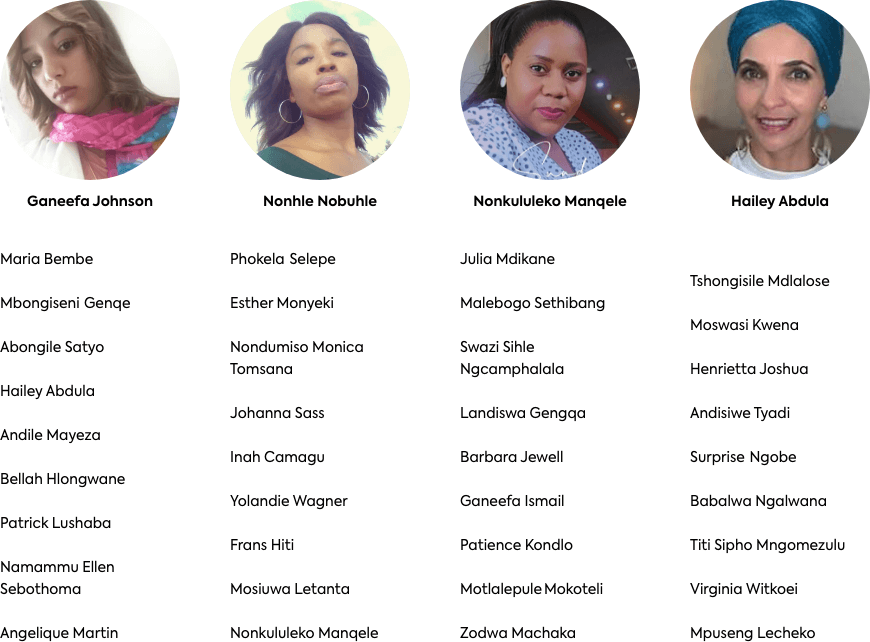 Ganeefa Johnson
Nonhle Nobuhle
Nonkululeko Manqele
Hailey Abdula
Maria Bembe
Mbongiseni Genqe
Abongile Satyo
Hailey Abdula
Andile Mayeza
Bellah Hlongwane
Patrick Lushaba
Namammu Ellen
Sebothoma
Angelique Martin
Phokela Selepe
Esther Monyeki
Nondumiso Monica
Tomsana
Johanna Sass
Inah Camagu
Yolandie Wagner
Frans Hiti
Mosiuwa Letanta
Nonkululeko Manqele
Julia Mdikane
Malebogo Sethibang
Swazi Sihle
Ngcamphalala
Landiswa Gengqa
Barbara Jewell
Ganeefa Ismail
Patience Kondlo
Motlalepule Mokoteli
Zodwa Machaka
Tshongisile Mdlalose
Moswasi Kwena
Henrietta Joshua
Andisiwe Tyadi
Surprise Ngobe
Babalwa Ngalwana
Titi Sipho Mngomezulu
Virginia Witkoei
Mpuseng Lecheko